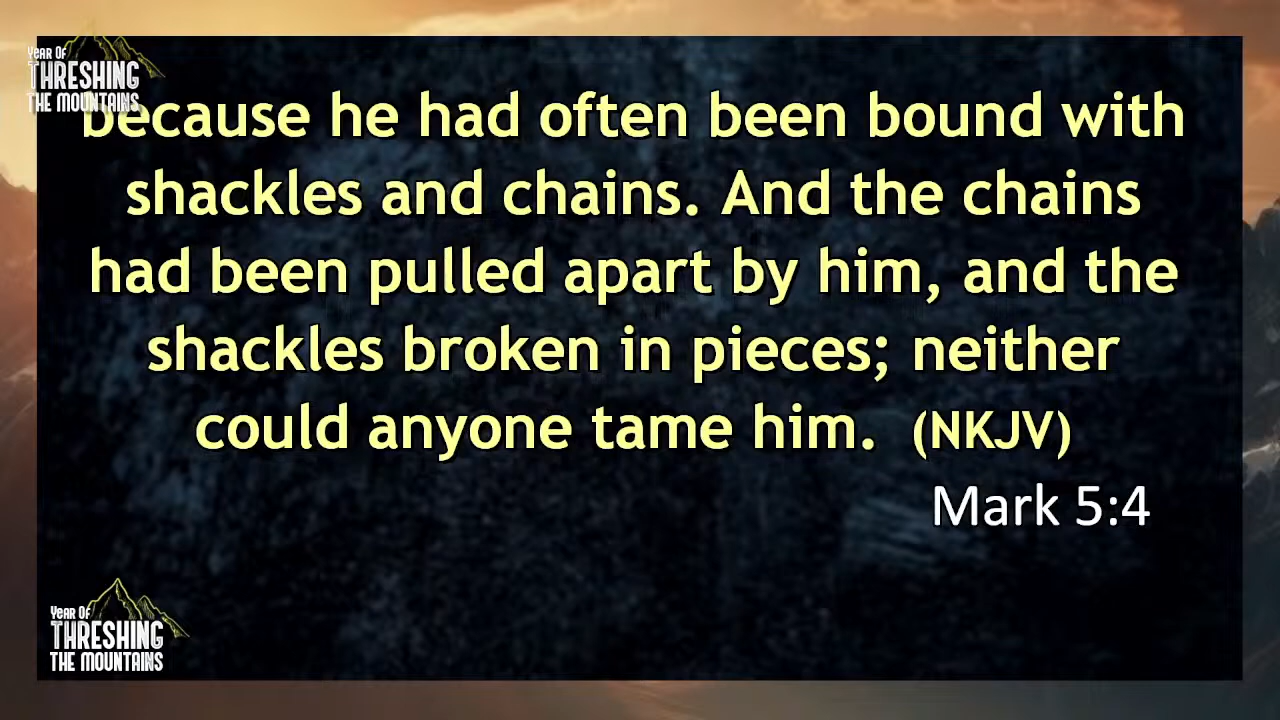 Year Of
THRESHING
THE MOUNTAINS
because he had often been bound with
shackles and chains. And the chains
had been pulled apart by him, and the
shackles broken in pieces; neither
could anyone tame him. (NKJV)
Mark 5:4
Year Of
THRESHING
THE MOUNTAINS